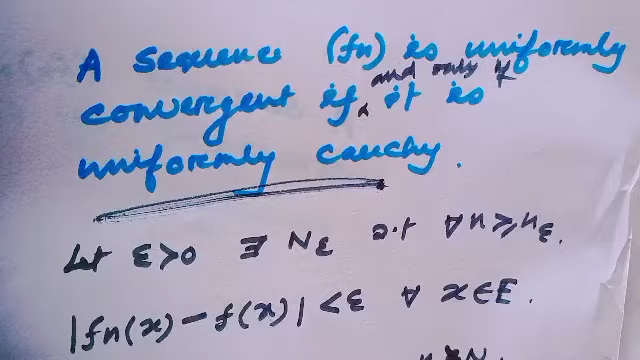 A sequence (fn) is uniformly
and only if
convergent if ‸ it is
uniformly cauchy.
Let ε>0 ∃ Nε s.t ∀ n≥nε.
|fn(x) - f(x)| <ε ∀ x∈E.